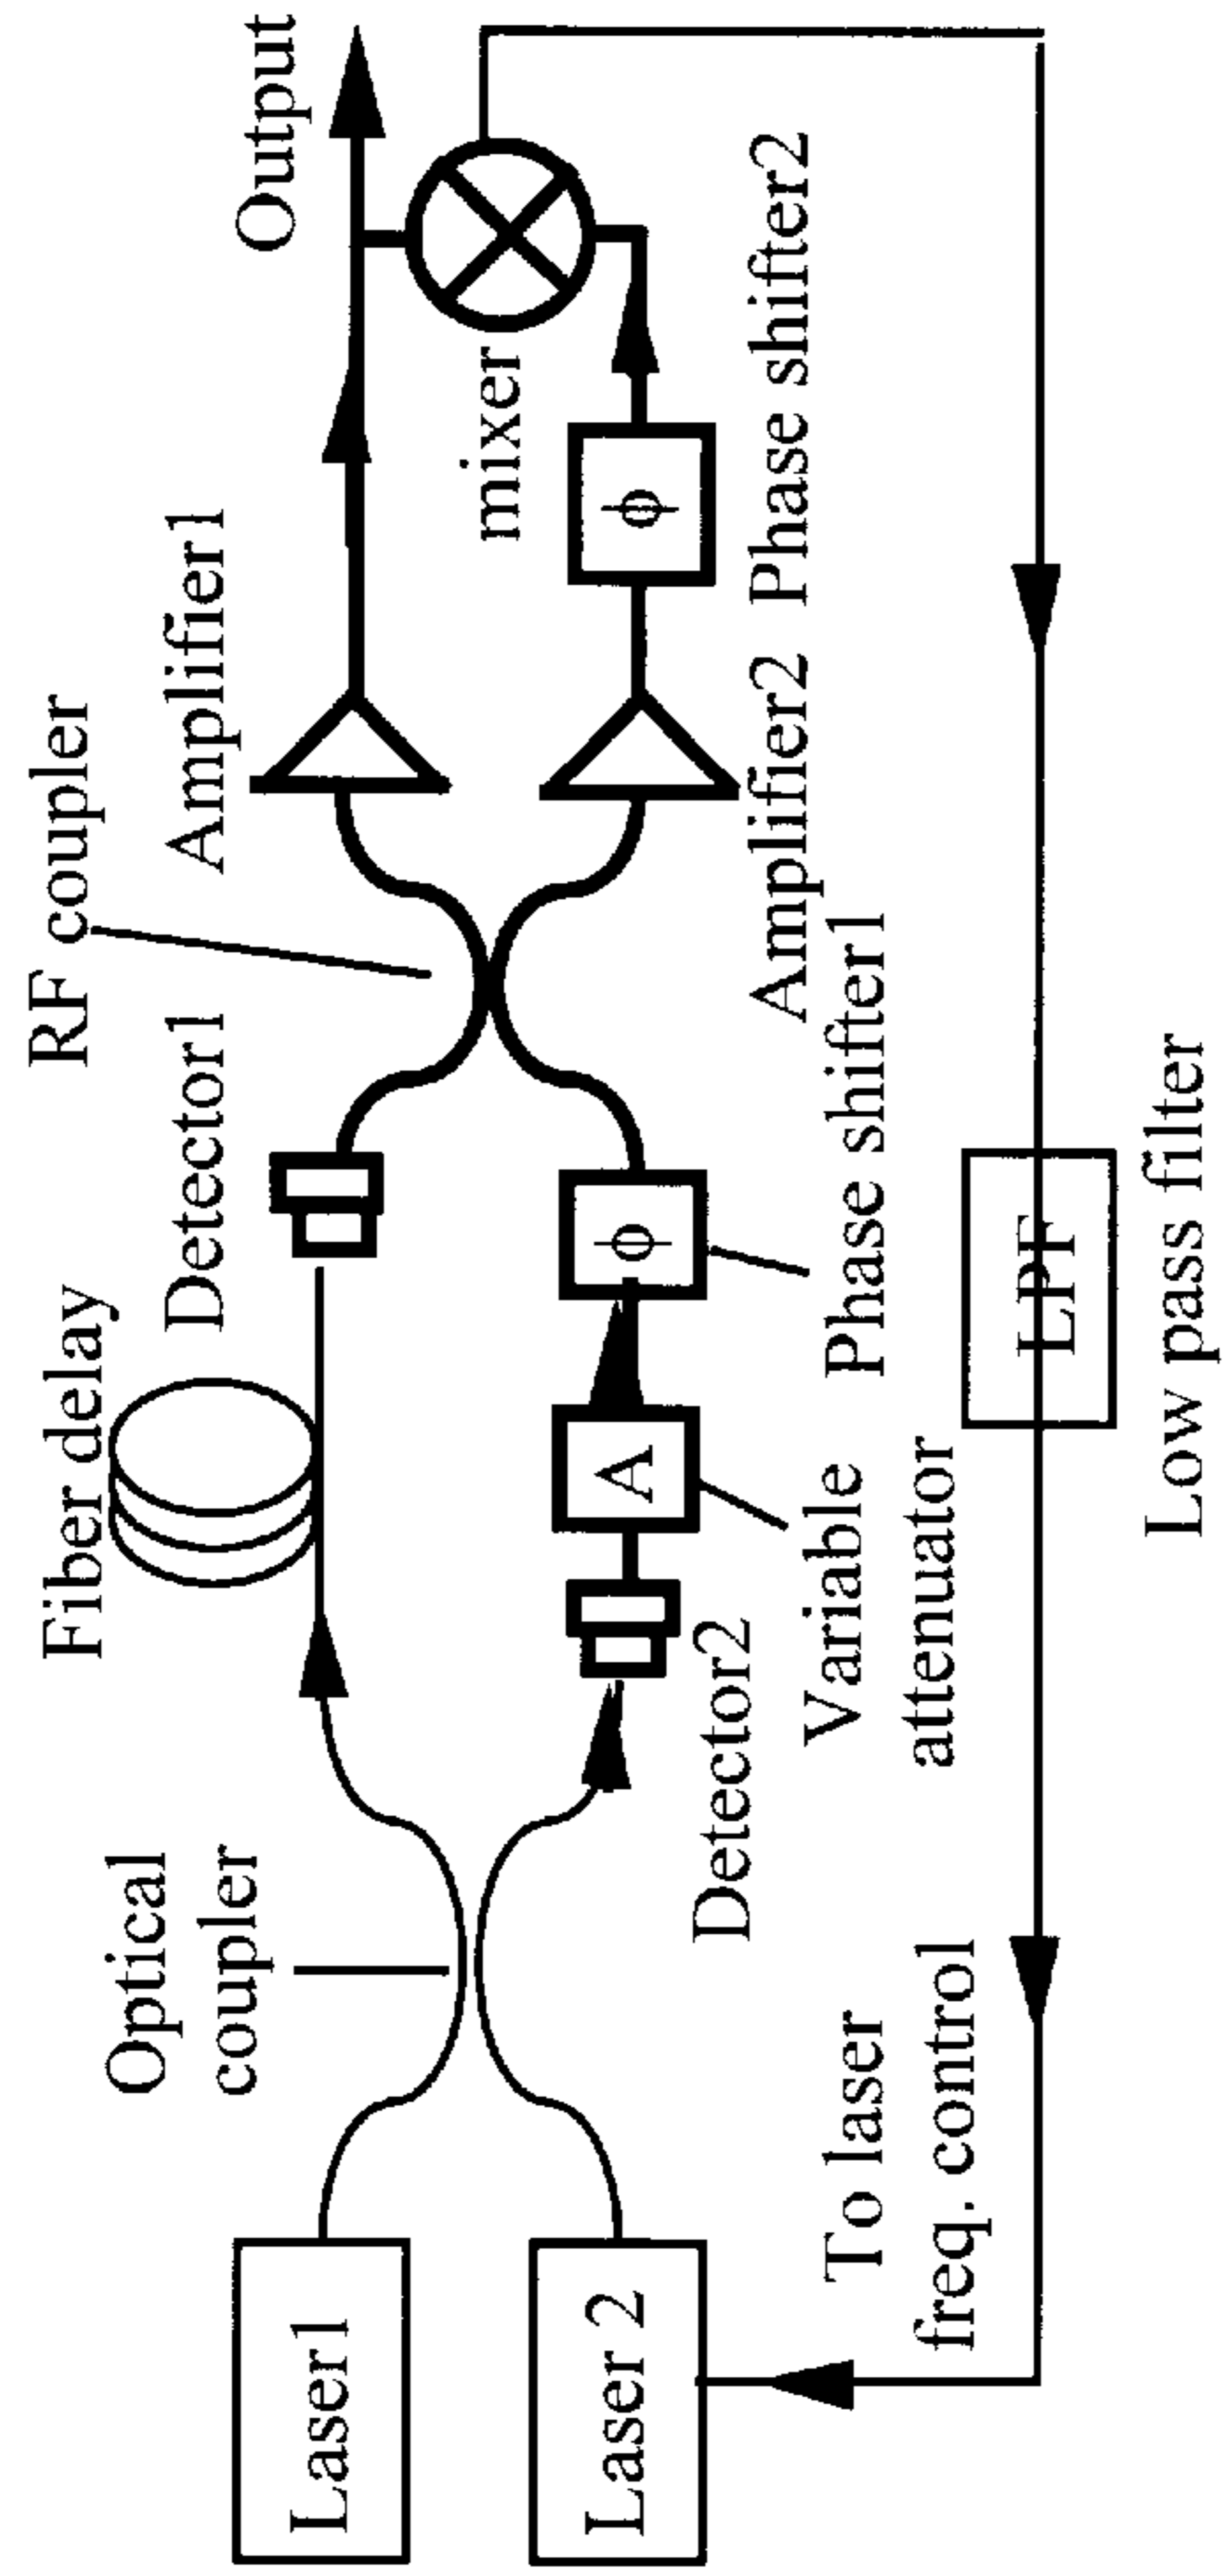 RF coupler
Output
Fiber delay
Detector1
Amplifier1
Optical
coupler
Laser1
mixer
A
ϕ
ϕ
Laser 2
Detector2
Variable
attenuator
Phase shifter1
Amplifier2
Phase shifter2
To laser
freq. control
LPF
Low pass filter